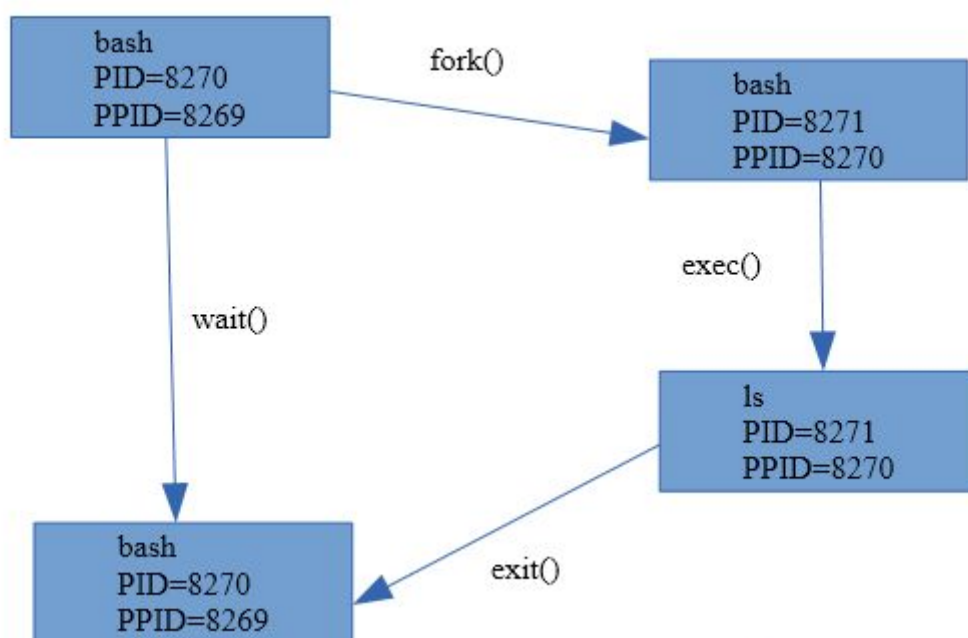 bash
PID=8270
PPID=8269
fork()
bash
PID=8271
PPID=8270
exec()
wait()
ls
PID=8271
PPID=8270
bash
PID=8270
PPID=8269
exit()